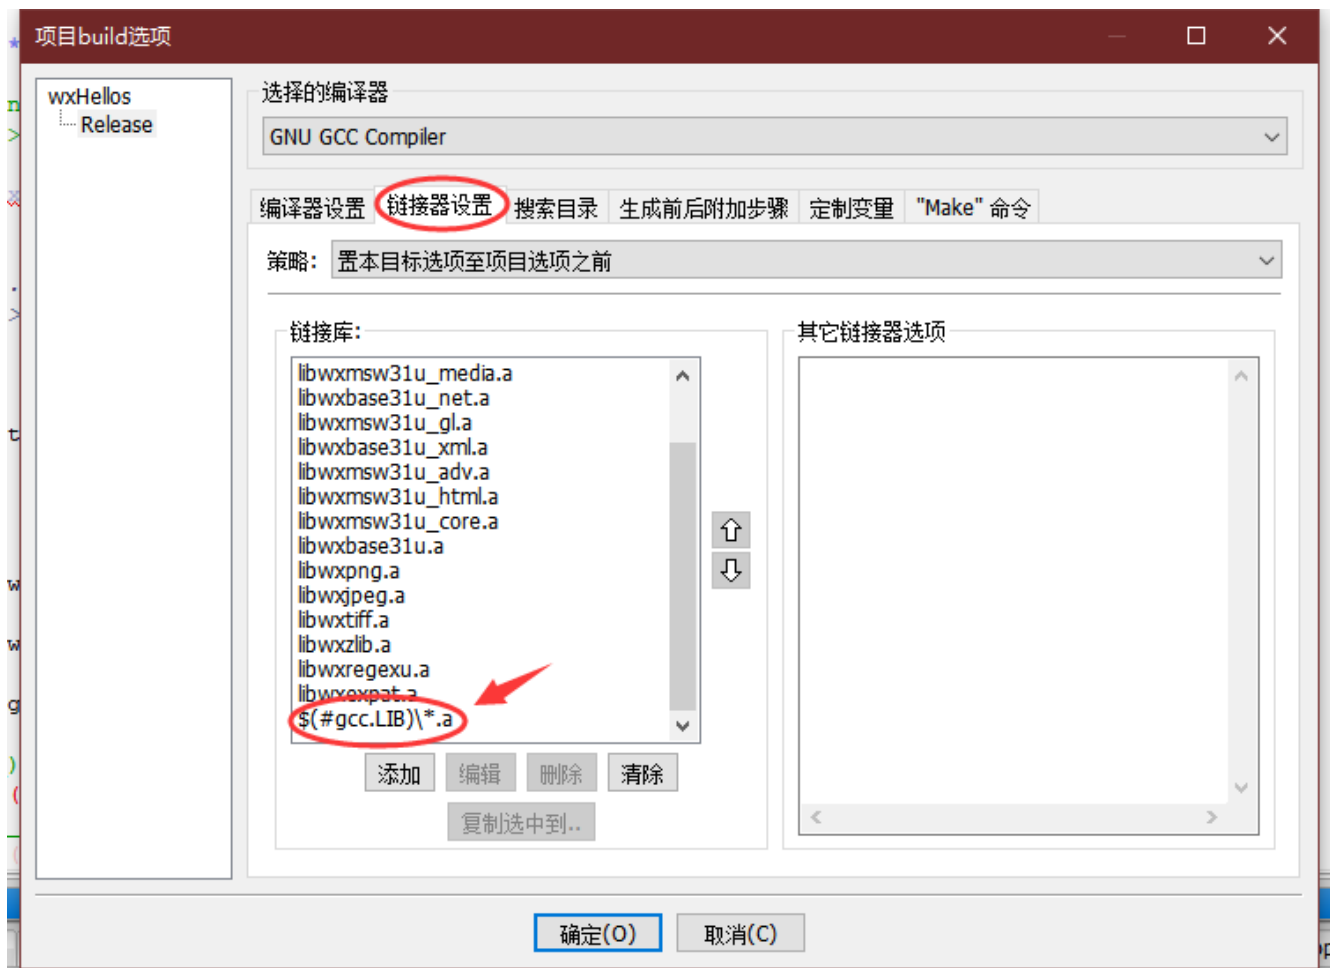 项目build选项
wxHellos
Release
选择的编译器
GNU GCC Compiler
编译器设置 链接器设置 搜索目录 生成前后附加步骤 定制变量 "Make" 命令
策略: 置本目标选项至项目选项之前
链接库:
其它链接器选项
libwxmsw31u_media.a
libwxbase31u_net.a
libwxmsw31u_gl.a
libwxbase31u_xml.a
libwxmsw31u_adv.a
libwxmsw31u_html.a
libwxmsw31u_core.a
libwxbase31u.a
libwxpng.a
libwxjpeg.a
libwxtiff.a
libwxzlib.a
libwxregexu.a
libwxexpat.a
$(#gcc.LIB)\*.a
添加 编辑 删除 清除
复制选中到..
确定(O) 取消(C)